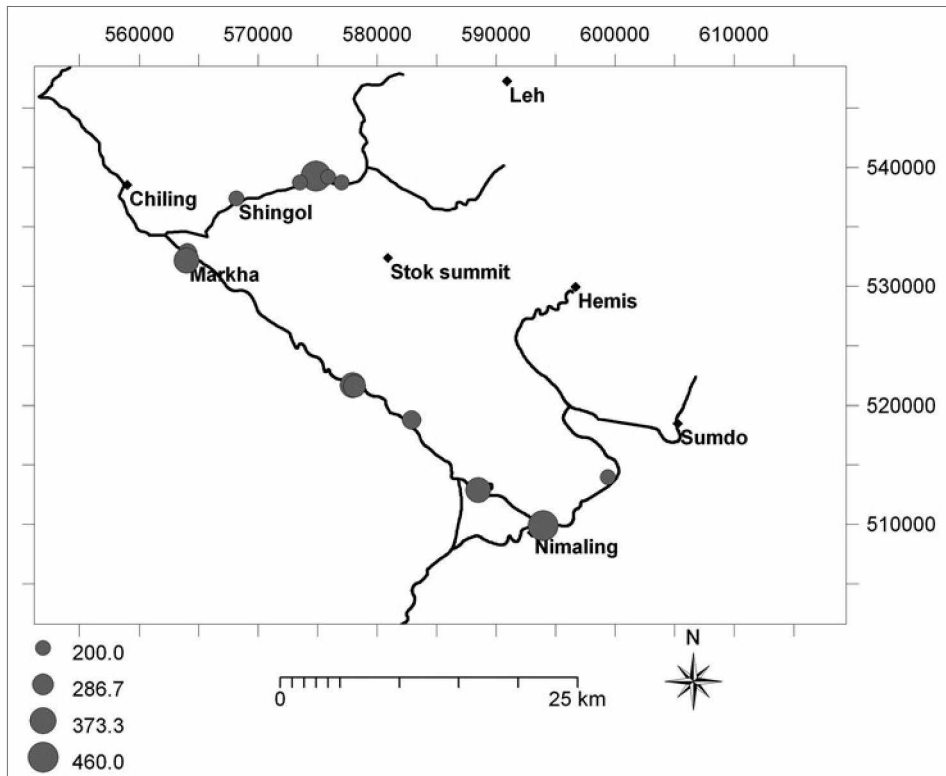 560000 570000 580000 590000 600000 610000
Leh
540000
Chiling
Shingol
Stok summit
Markha
Hemis
530000
520000
Sumdo
510000
Nimaling
200.0
286.7
373.3
460.0
0 25 km
N